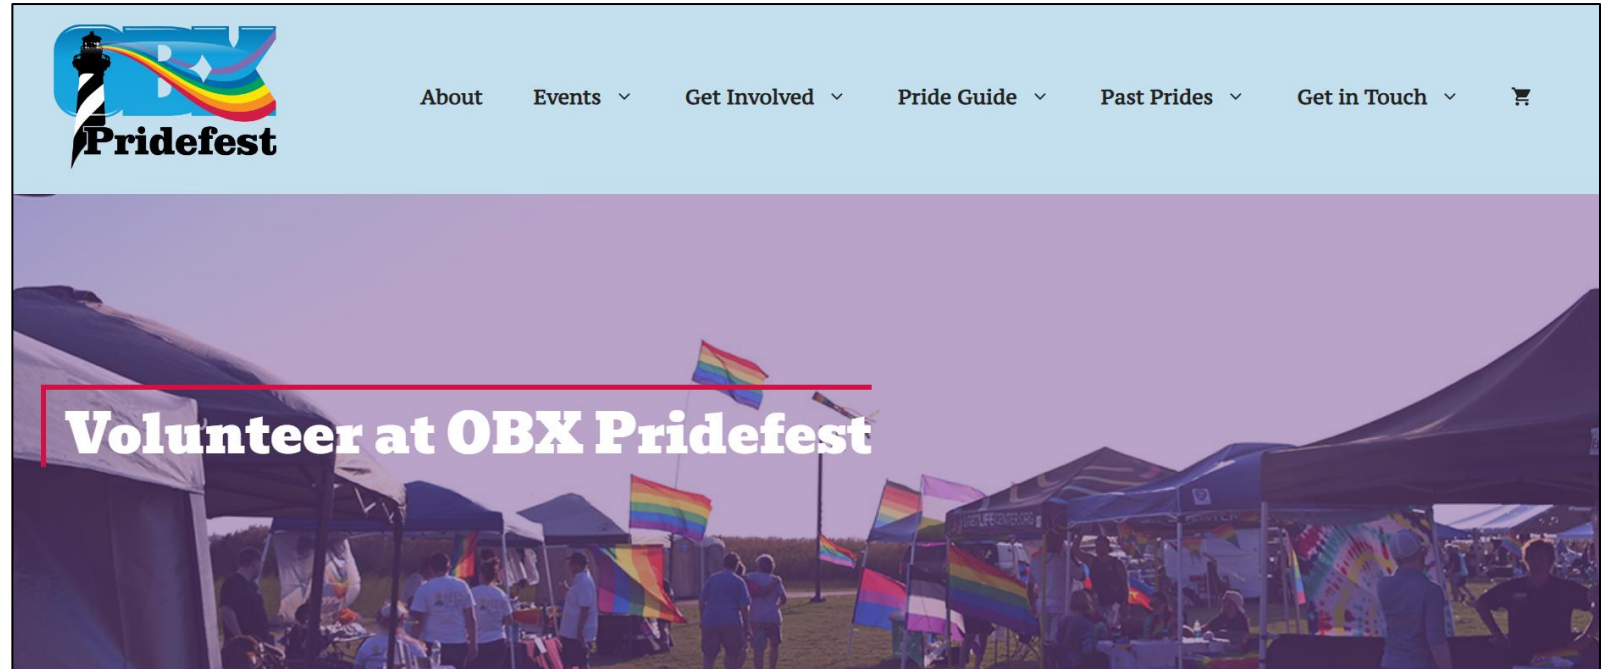 OBX
Pridefest
About
Events
Get Involved
Pride Guide
Past Prides
Get in Touch
Volunteer at OBX Pridefest